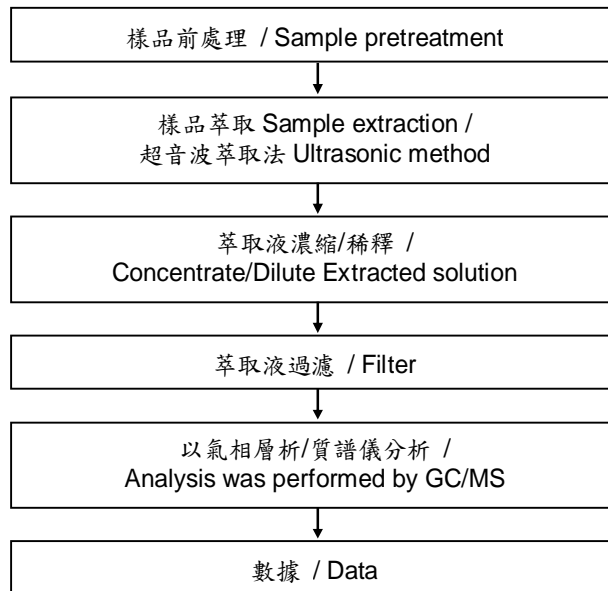 樣品前處理 / Sample pretreatment
樣品萃取 Sample extraction /
超音波萃取法 Ultrasonic method
萃取液濃縮/稀釋 /
Concentrate/Dilute Extracted solution
萃取液過濾 / Filter
以氣相層析/質譜儀分析 /
Analysis was performed by GC/MS
數據 / Data